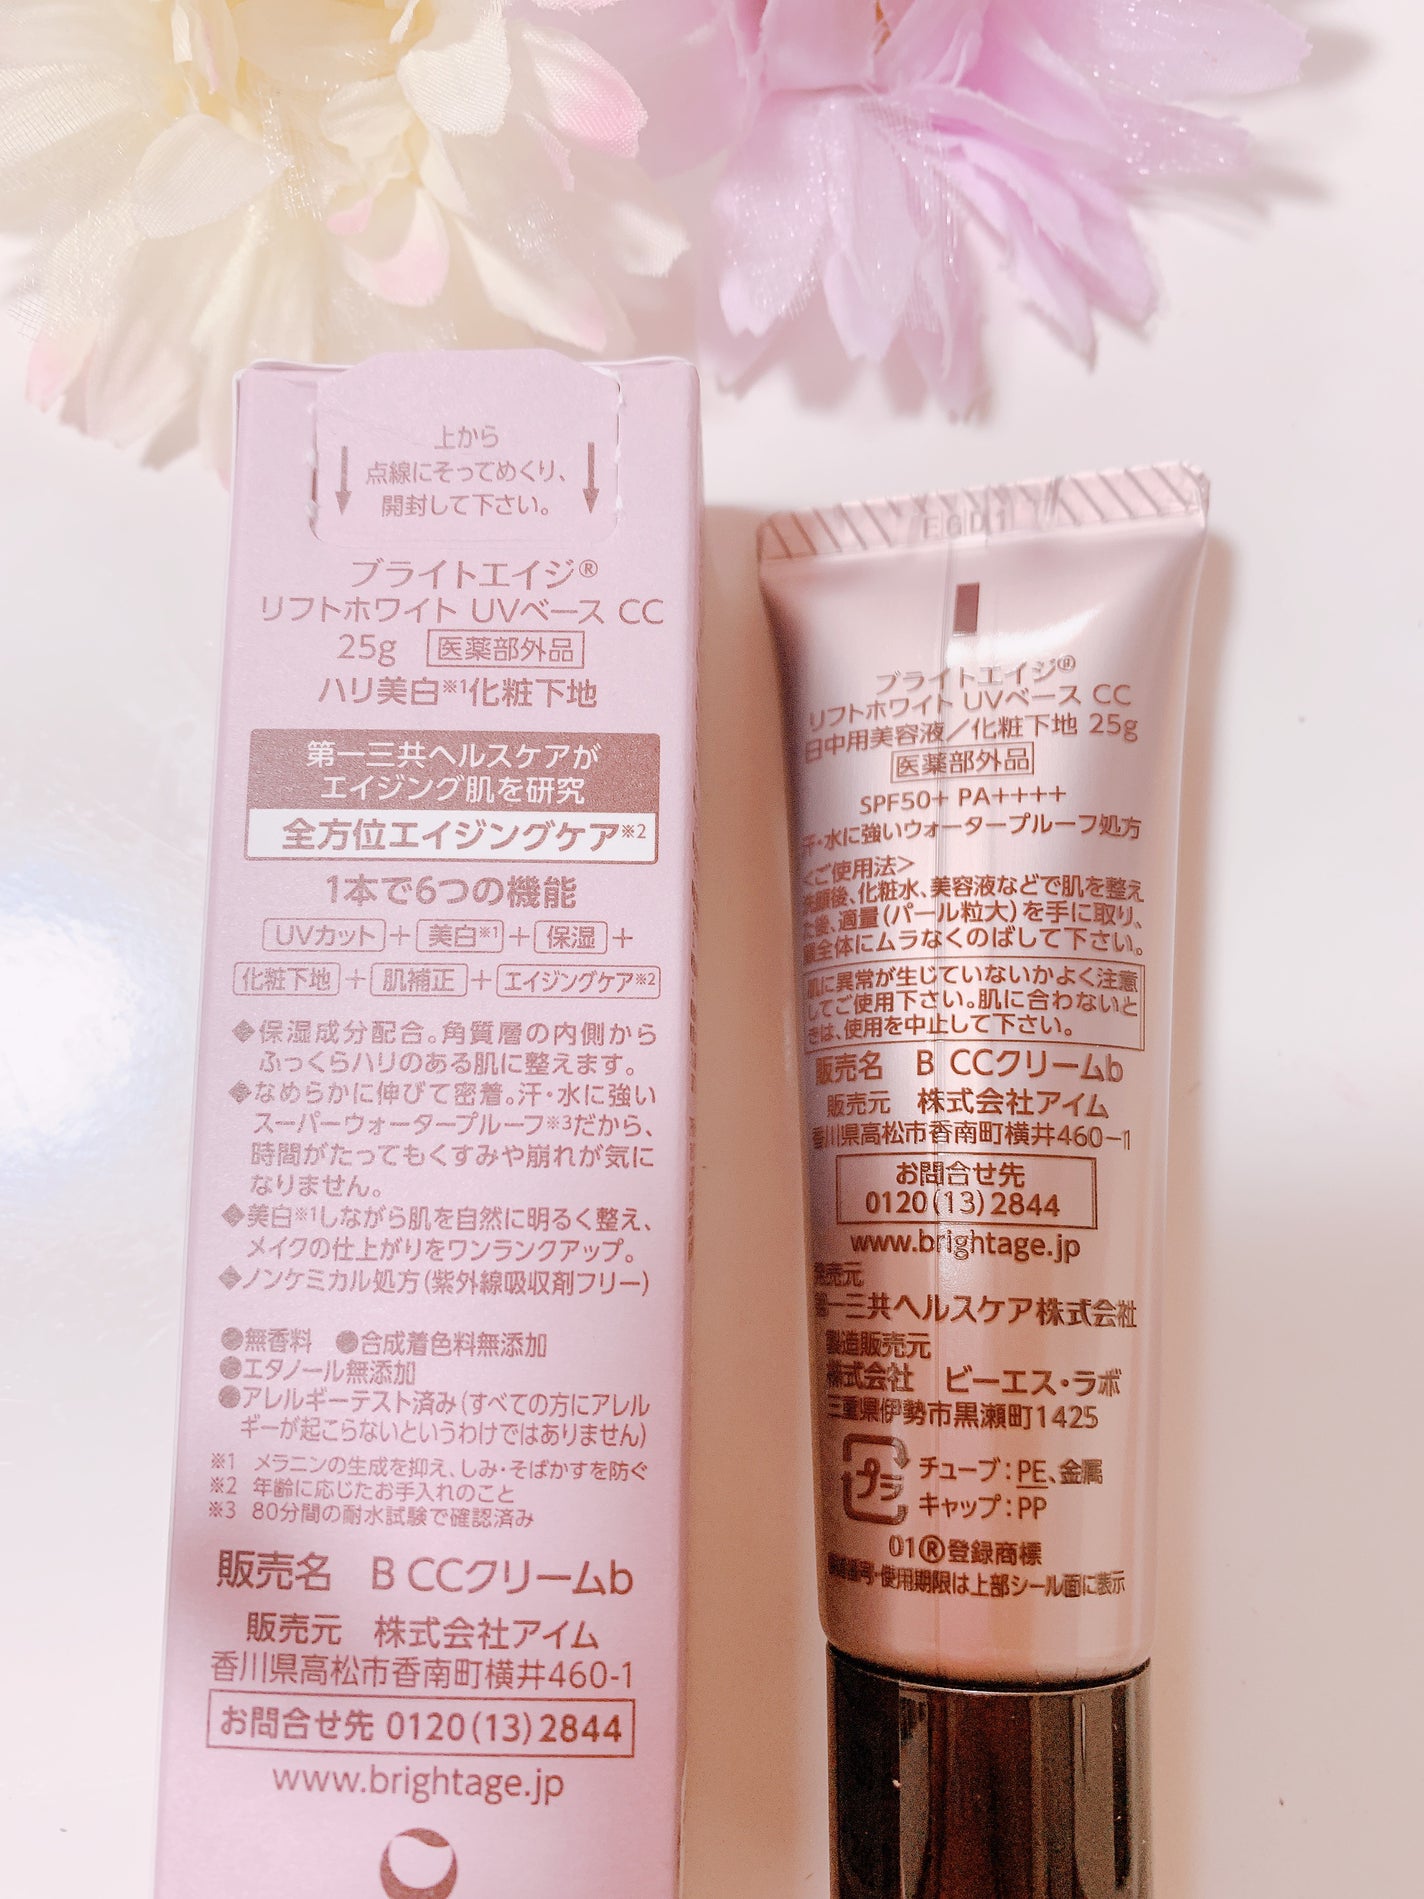 上から
点線にそってめくり、
開封して下さい。
ブライトエイジ®
リフトホワイト UVベース CC
25g 医薬部外品
ハリ美白※1化粧下地
第一三共ヘルスケアが
エイジング肌を研究
全方位エイジングケア※2
1本で6つの機能
UVカット+美白※1+保湿+
化粧下地+肌補正+エイジングケア※2
◆保湿成分配合。角質層の内側から
ふっくらハリのある肌に整えます。
◆なめらかに伸びて密着。汗・水に強い
スーパーウォータープルーフ※3だから、
時間がたってもくすみや崩れが気に
なりません。
◆美白※1しながら肌を自然に明るく整え、
メイクの仕上がりをワンランクアップ。
◆ノンケミカル処方(紫外線吸収剤フリー)
●無香料 ●合成着色料無添加
●エタノール無添加
●アレルギーテスト済み(すべての方にアレル
ギーが起こらないというわけではありません)
※1 メラニンの生成を抑え、しみ・そばかすを防ぐ
※2 年齢に応じたお手入れのこと
※3 80分間の耐水試験で確認済み
販売名 B CCクリームb
販売元 株式会社アイム
香川県高松市香南町横井460-1
お問合せ先 0120(13)2844
www.brightage.jp
ブライトエイジ®
リフトホワイト UVベース CC
日中用美容液/化粧下地 25g
医薬部外品
SPF50+ PA++++
汗・水に強いウォータープルーフ処方
<ご使用法>
洗顔後、化粧水、美容液などで肌を整え
た後、適量(パール粒大)を手に取り、
顔全体にムラなくのばして下さい。
肌に異常が生じていないかよく注意
してご使用下さい。肌に合わないと
きは、使用を中止して下さい。
販売名 B CCクリームb
販売元 株式会社アイム
香川県高松市香南町横井460-1
お問合せ先
0120(13)2844
www.brightage.jp
発売元
第一三共ヘルスケア株式会社
製造販売元
株式会社 ビーエス・ラボ
三重県伊勢市黒瀬町1425
プラ
チューブ:PE、金属
キャップ:PP
01®登録商標
・使用期限は上部シール面に表示